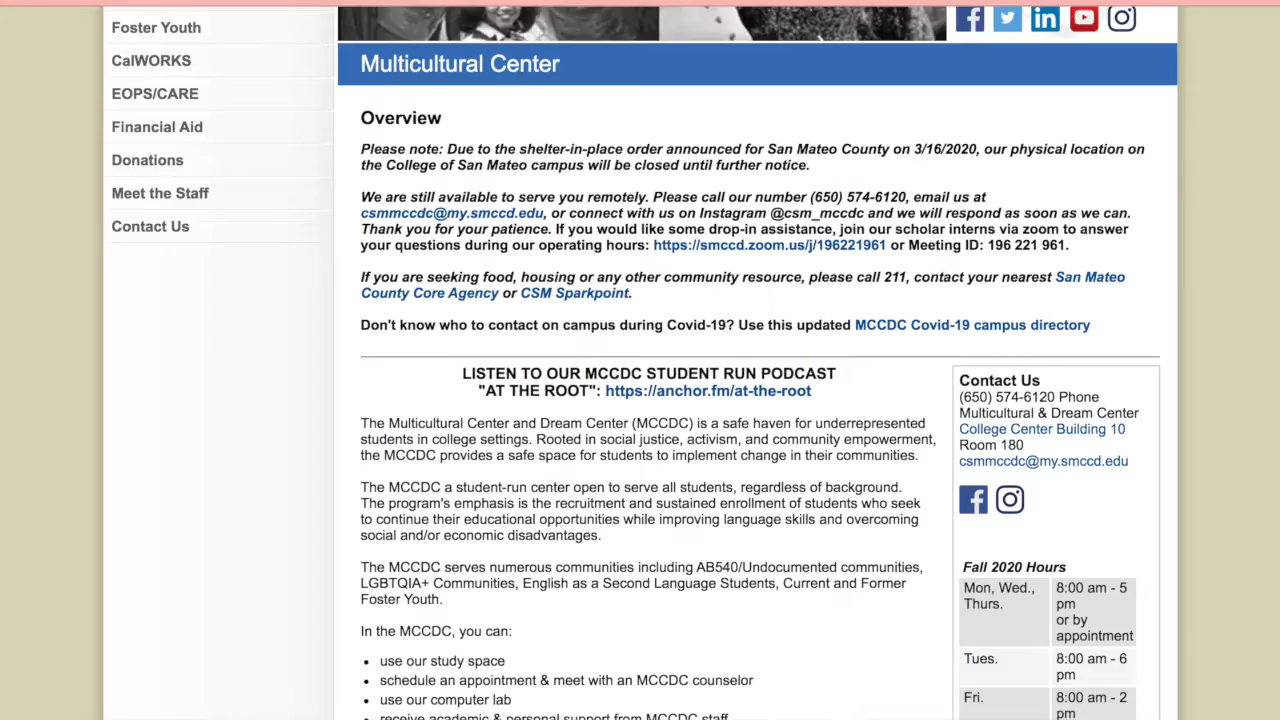 Foster Youth
CalWORKS
EOPS/CARE
Financial Aid
Donations
Meet the Staff
Contact Us
Multicultural Center
Overview
Please note: Due to the shelter-in-place order announced for San Mateo County on 3/16/2020, our physical location on
the College of San Mateo campus will be closed until further notice.
We are still available to serve you remotely. Please call our number (650) 574-6120, email us at
csmmccdc@my.smccd.edu, or connect with us on Instagram @csm_mccdc and we will respond as soon as we can.
Thank you for your patience. If you would like some drop-in assistance, join our scholar interns via zoom to answer
your questions during our operating hours: https://smccd.zoom.us/j/196221961 or Meeting ID: 196 221 961.
If you are seeking food, housing or any other community resource, please call 211, contact your nearest San Mateo
County Core Agency or CSM Sparkpoint.
Don't know who to contact on campus during Covid-19? Use this updated MCCDC Covid-19 campus directory
LISTEN TO OUR MCCDC STUDENT RUN PODCAST
"AT THE ROOT": https://anchor.fm/at-the-root
The Multicultural Center and Dream Center (MCCDC) is a safe haven for underrepresented
students in college settings. Rooted in social justice, activism, and community empowerment,
the MCCDC provides a safe space for students to implement change in their communities.
The MCCDC a student-run center open to serve all students, regardless of background.
The program's emphasis is the recruitment and sustained enrollment of students who seek
to continue their educational opportunities while improving language skills and overcoming
social and/or economic disadvantages.
The MCCDC serves numerous communities including AB540/Undocumented communities,
LGBTQIA+ Communities, English as a Second Language Students, Current and Former
Foster Youth.
In the MCCDC, you can:
• use our study space
• schedule an appointment & meet with an MCCDC counselor
• use our computer lab
• receive academic & personal support from MCCDC staff
Contact Us
(650) 574-6120 Phone
Multicultural & Dream Center
College Center Building 10
Room 180
csmmccdc@my.smccd.edu
Fall 2020 Hours
Mon, Wed., 8:00 am - 5
Thurs. pm
or by
appointment
Tues. 8:00 am - 6
pm
Fri. 8:00 am - 2
pm